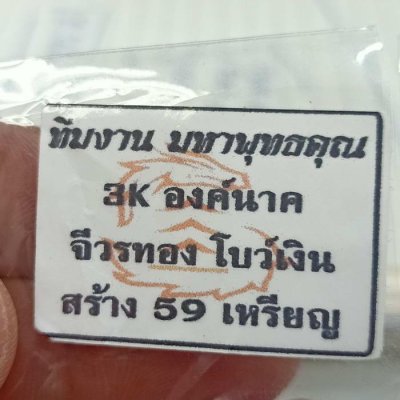 ทีมงาน มหาพุทธคุณ
3K องค์นาค
จีวรทอง โบว์เงิน
สร้าง 59 เหรียญ